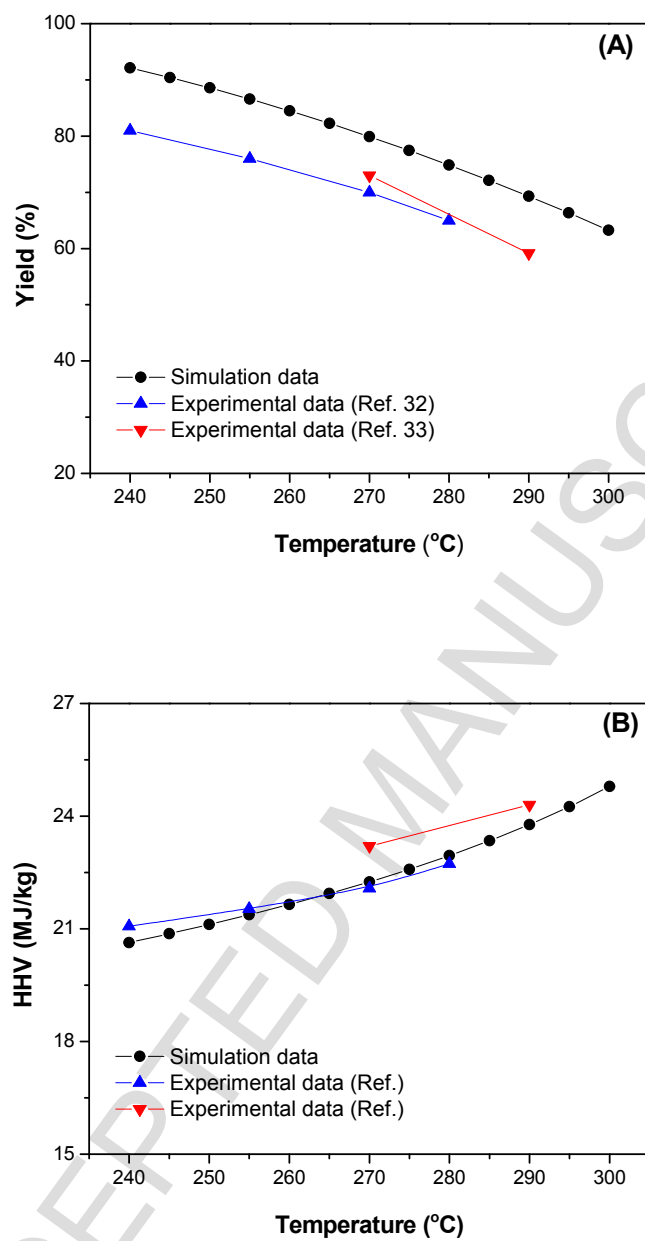 (A)
100
80
60
40
20
Yield (%)
Simulation data
Experimental data (Ref. 32)
Experimental data (Ref. 33)
240 250 260 270 280 290 300
Temperature (°C)
(B)
27
24
21
18
15
HHV (MJ/kg)
Simulation data
Experimental data (Ref.)
Experimental data (Ref.)
240 250 260 270 280 290 300
Temperature (°C)
EPTED MANUSC